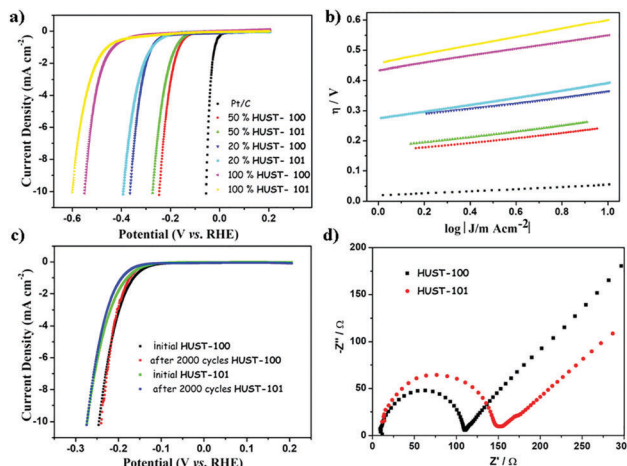 a)
0
-2
-4
-6
-8
-10
Current Density (mA cm⁻²)
Pt/C
50 % HUST- 100
50 % HUST- 101
20 % HUST- 100
20 % HUST- 101
100 % HUST- 100
100 % HUST- 101
-0.6 -0.4 -0.2 0.0 0.2
Potential (V vs. RHE)
b)
0.6
0.5
0.4
0.3
0.2
0.1
0.0
η / V
0.0 0.2 0.4 0.6 0.8 1.0
log|J/m Acm⁻²|
c)
0
-2
-4
-6
-8
-10
Current Density (mA cm⁻²)
initial HUST-100
after 2000 cycles HUST-100
initial HUST-101
after 2000 cycles HUST-101
-0.3 -0.2 -0.1 0.0 0.1 0.2
Potential (V vs. RHE)
d)
200
150
100
50
0
-Z'' / Ω
HUST-100
HUST-101
0 50 100 150 200 250 30
Z' / Ω